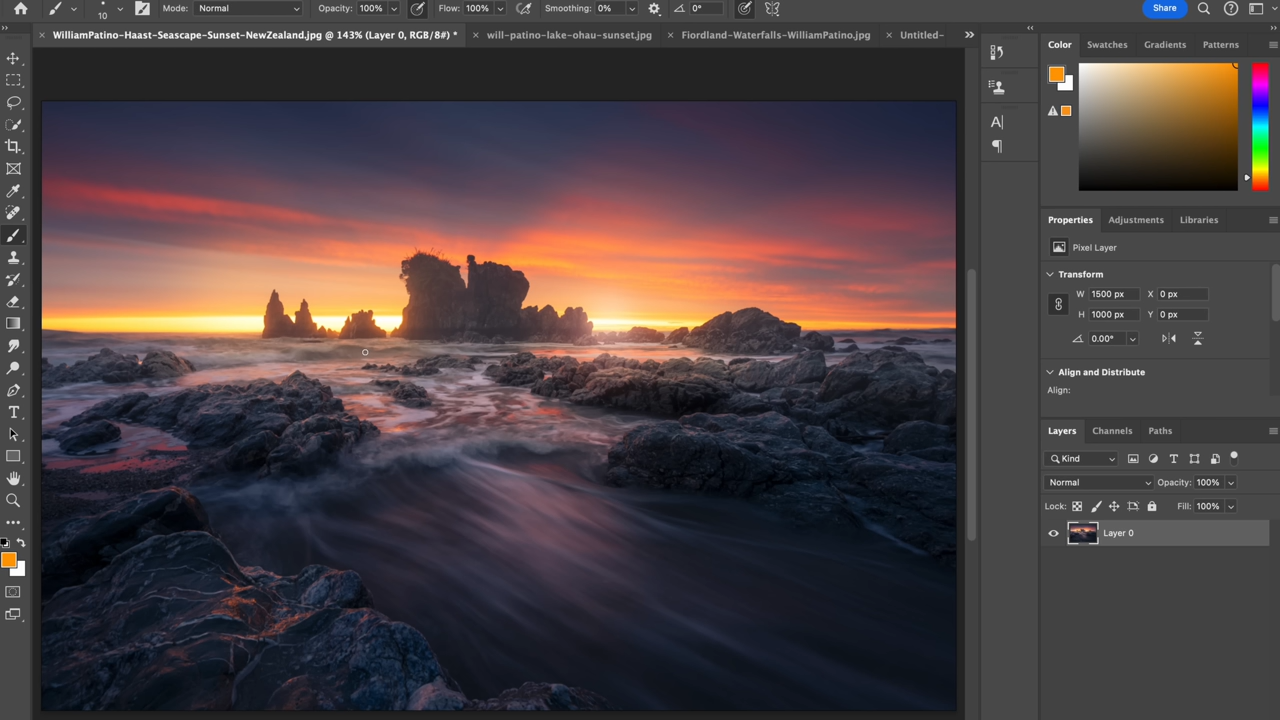 Mode: Normal Opacity: 100% Flow: 100% Smoothing: 0% 0° Share
10
WilliamPatino-Haast-Seascape-Sunset-NewZealand.jpg @ 143% (Layer 0, RGB/8#) * will-patino-lake-ohau-sunset.jpg Fiordland-Waterfalls-WilliamPatino.jpg Untitled-
Color Swatches Gradients Patterns
Properties Adjustments Libraries
Pixel Layer
Transform
W 1500 px X 0 px
H 1000 px Y 0 px
0.00°
Align and Distribute
Align:
Layers Channels Paths
Kind
Normal Opacity: 100%
Lock: Fill: 100%
Layer 0